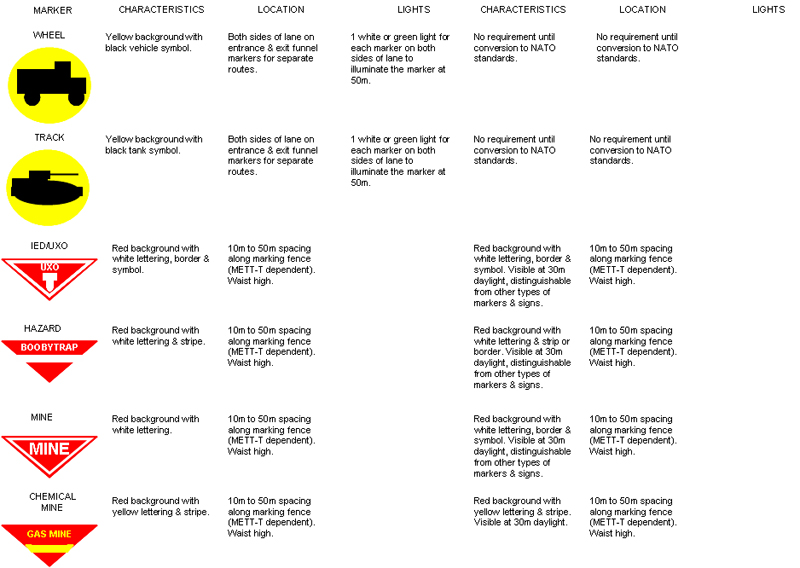 MARKER CHARACTERISTICS LOCATION LIGHTS CHARACTERISTICS LOCATION LIGHTS
WHEEL
Yellow background with
black vehicle symbol.
Both sides of lane on
entrance & exit funnel
markers for separate
routes.
1 white or green light for
each marker on both
sides of lane to
illuminate the marker at
50m.
No requirement until
conversion to NATO
standards.
No requirement until
conversion to NATO
standards.
TRACK
Yellow background with
black tank symbol.
Both sides of lane on
entrance & exit funnel
markers for separate
routes.
1 white or green light for
each marker on both
sides of lane to
illuminate the marker at
50m.
No requirement until
conversion to NATO
standards.
No requirement until
conversion to NATO
standards.
IED/UXO
UXO
Red background with
white lettering, border &
symbol.
10m to 50m spacing
along marking fence
(METT-T dependent).
Waist high.
Red background with
white lettering, border &
symbol. Visible at 30m
daylight, distinguishable
from other types of
markers & signs.
10m to 50m spacing
along marking fence
(METT-T dependent).
Waist high.
HAZARD
BOOBYTRAP
Red background with
white lettering & stripe.
10m to 50m spacing
along marking fence
(METT-T dependent).
Waist high.
Red background with
white lettering & strip or
border. Visible at 30m
daylight, distinguishable
from other types of
markers & signs.
10m to 50m spacing
along marking fence
(METT-T dependent).
Waist high.
MINE
MINE
Red background with
white lettering.
10m to 50m spacing
along marking fence
(METT-T dependent).
Waist high.
Red background with
white lettering, border &
symbol. Visible at 30m
daylight, distinguishable
from other types of
markers & signs.
10m to 50m spacing
along marking fence
(METT-T dependent).
Waist high.
CHEMICAL
MINE
GAS MINE
Red background with
yellow lettering & stripe.
10m to 50m spacing
along marking fence
(METT-T dependent).
Waist high.
Red background with
yellow lettering & stripe.
Visible at 30m daylight.
10m to 50m spacing
along marking fence
(METT-T dependent).
Waist high.